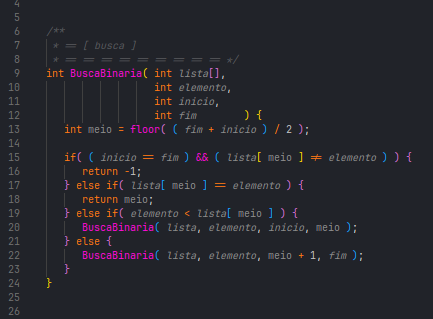 4
5
6 /**
7 * == [ busca ]
8 * == == == == == == == == == */
9 int BuscaBinaria( int lista[],
10 int elemento,
11 int inicio,
12 int fim ) {
13 int meio = floor( ( fim + inicio ) / 2 );
14
15 if( ( inicio == fim ) && ( lista[ meio ] ≠ elemento ) ) {
16 return -1;
17 } else if( lista[ meio ] == elemento ) {
18 return meio;
19 } else if( elemento < lista[ meio ] ) {
20 BuscaBinaria( lista, elemento, inicio, meio );
21 } else {
22 BuscaBinaria( lista, elemento, meio + 1, fim );
23 }
24 }
25
26